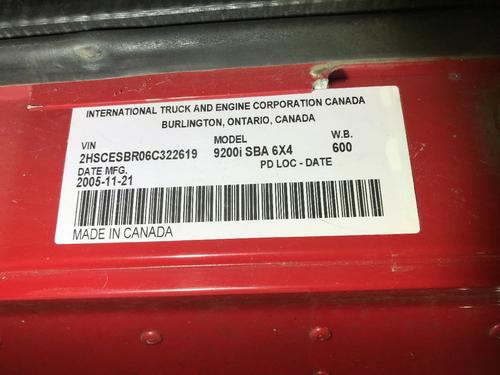 INTERNATIONAL TRUCK AND ENGINE CORPORATION CANADA
BURLINGTON, ONTARIO, CANADA
VIN MODEL W.B.
2HSCESBR06C322619 9200i SBA 6X4 600
DATE MFG. PD LOC - DATE
2005-11-21
MADE IN CANADA